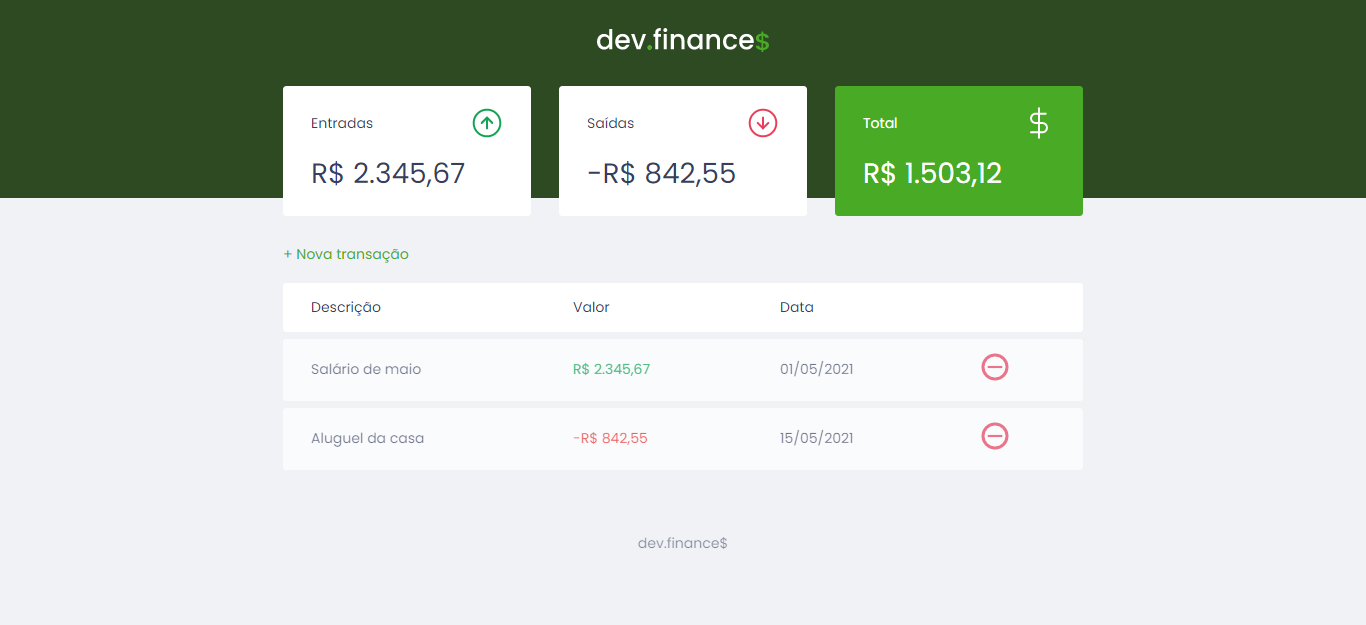 dev.finance$
Entradas
R$ 2.345,67
Saídas
-R$ 842,55
Total $
R$ 1.503,12
+ Nova transação
Descrição Valor Data
Salário de maio R$ 2.345,67 01/05/2021
Aluguel da casa -R$ 842,55 15/05/2021
dev.finance$